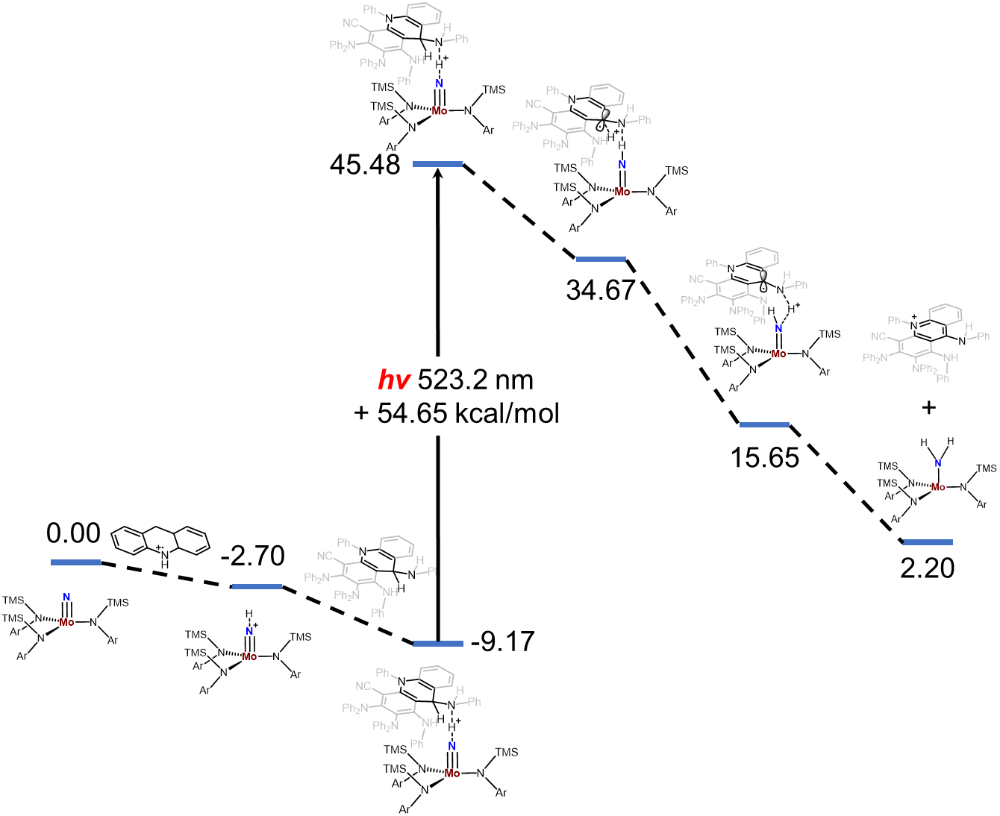 Ph
N
H
NC
N
Ph
Ph2N
H
NH
+
Ph2N
H
Ph
N
TMS
TMS
TMS
N
Mo
N
Ar
N
Ar
Ar
45.48
Ph
N
H
NC
N
Ph
Ph2N
H+
NH
Ph2N
H
Ph
N
TMS
TMS
TMS
N
Mo
N
Ar
N
Ar
Ar
34.67
Ph
N
H
NC
N
Ph
Ph2N
NH
H+
NPh2
H
Ph
N
TMS
TMS
TMS
N
Mo
N
Ar
N
Ar
Ar
15.65
Ph
N+
H
NC
N
Ph
Ph2N
NH
NPh2
Ph
+
H
H
N
TMS
TMS
TMS
N
Mo
N
Ar
N
Ar
Ar
2.20
hv 523.2 nm
+ 54.65 kcal/mol
0.00
N
TMS
TMS
TMS
N
Mo
N
Ar
N
Ar
Ar
+·
N
H
-2.70
H
N+
TMS
TMS
TMS
N
Mo
N
Ar
N
Ar
Ar
Ph
N
H
NC
N
Ph
Ph2N
H
NH
Ph2N
Ph
-9.17
Ph
N
H
NC
N
Ph
Ph2N
H
NH
H+
Ph2N
Ph
N
TMS
TMS
TMS
N
Mo
N
Ar
N
Ar
Ar